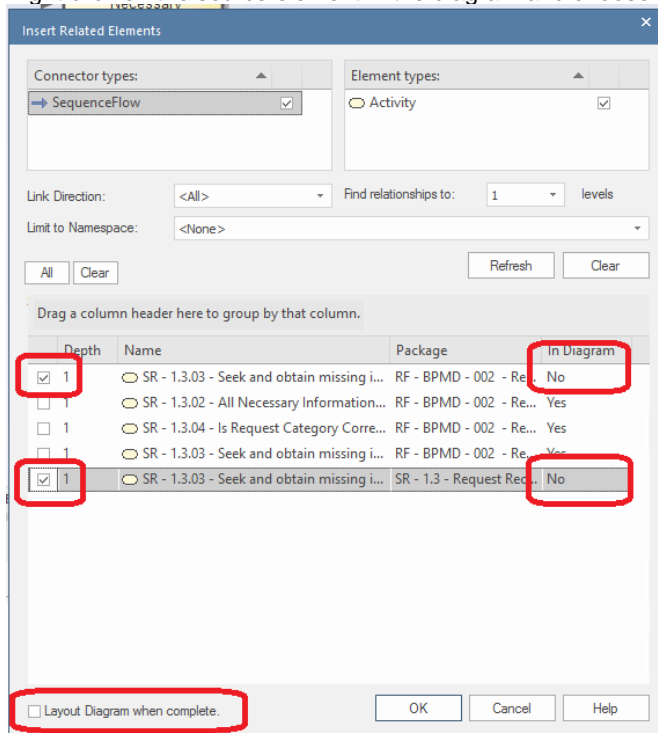 Necessary
Insert Related Elements
Connector types:
Element types:
SequenceFlow
Activity
Link Direction: <All> Find relationships to: 1 levels
Limit to Namespace: <None>
All Clear Refresh Clear
Drag a column header here to group by that column.
Depth Name Package In Diagram
1 SR - 1.3.03 - Seek and obtain missing i... RF - BPMD - 002 - Re... No
1 SR - 1.3.02 - All Necessary Information... RF - BPMD - 002 - Re... Yes
1 SR - 1.3.04 - Is Request Category Corre... RF - BPMD - 002 - Re... Yes
1 SR - 1.3.03 - Seek and obtain missing i... RF - BPMD - 002 - Re... Yes
1 SR - 1.3.03 - Seek and obtain missing i... SR - 1.3 - Request Rec... No
Layout Diagram when complete. OK Cancel Help